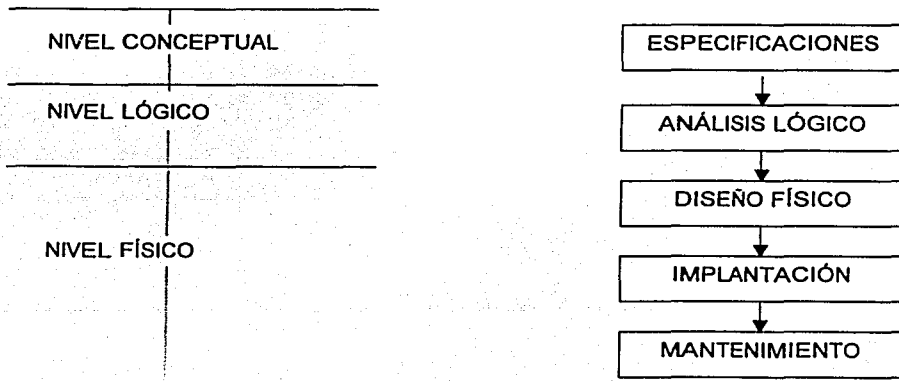 NIVEL CONCEPTUAL
NIVEL LÓGICO
NIVEL FÍSICO
ESPECIFICACIONES
ANÁLISIS LÓGICO
DISEÑO FÍSICO
IMPLANTACIÓN
MANTENIMIENTO